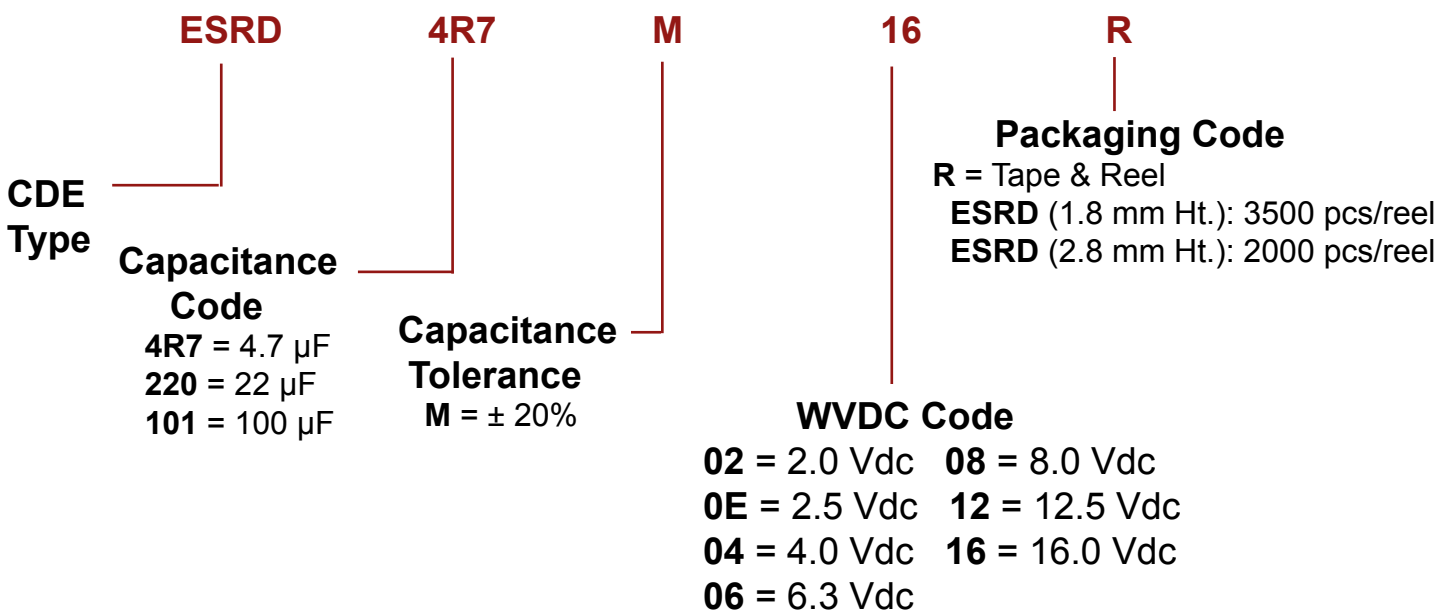 ESRD 4R7 M 16 R
CDE
Type
Capacitance
Code
4R7 = 4.7 µF
220 = 22 µF
101 = 100 µF
Capacitance
Tolerance
M = ± 20%
WVDC Code
02 = 2.0 Vdc 08 = 8.0 Vdc
0E = 2.5 Vdc 12 = 12.5 Vdc
04 = 4.0 Vdc 16 = 16.0 Vdc
06 = 6.3 Vdc
Packaging Code
R = Tape & Reel
ESRD (1.8 mm Ht.): 3500 pcs/reel
ESRD (2.8 mm Ht.): 2000 pcs/reel